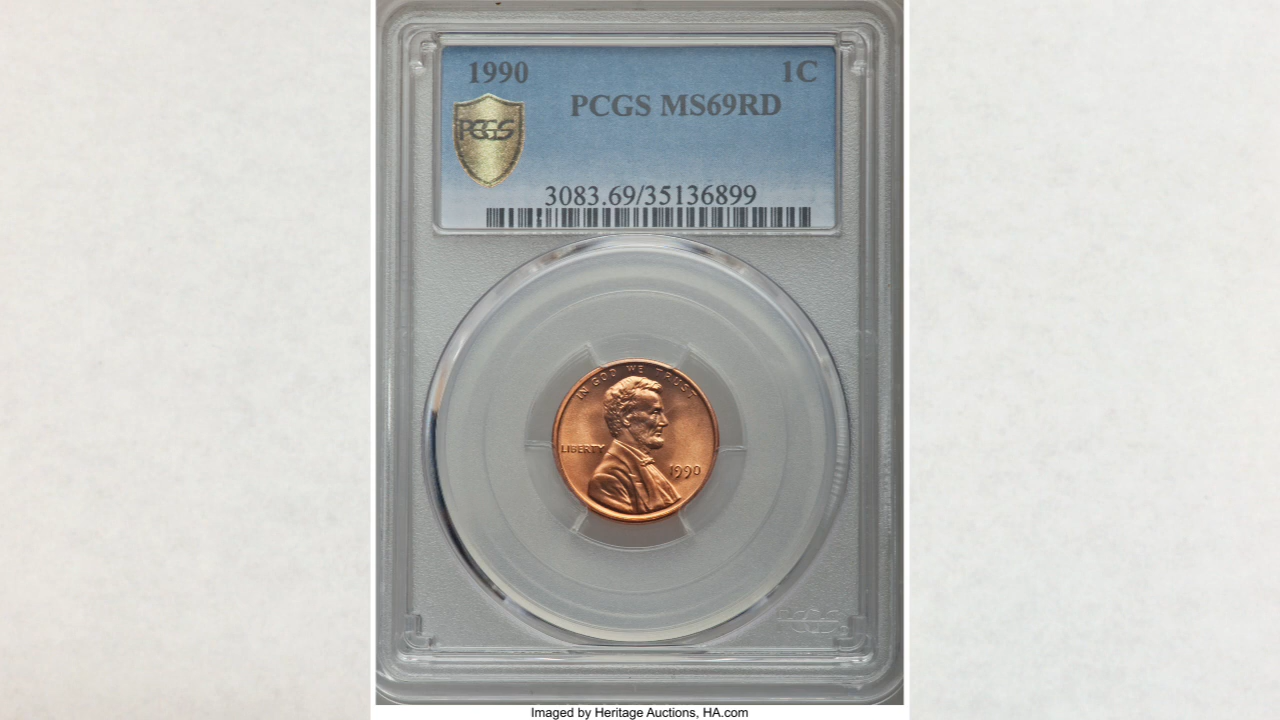 1990 1C
PCGS MS69RD
PCGS
3083.69/35136899
IN GOD WE TRUST
LIBERTY
1990
PCGS
Imaged by Heritage Auctions, HA.com